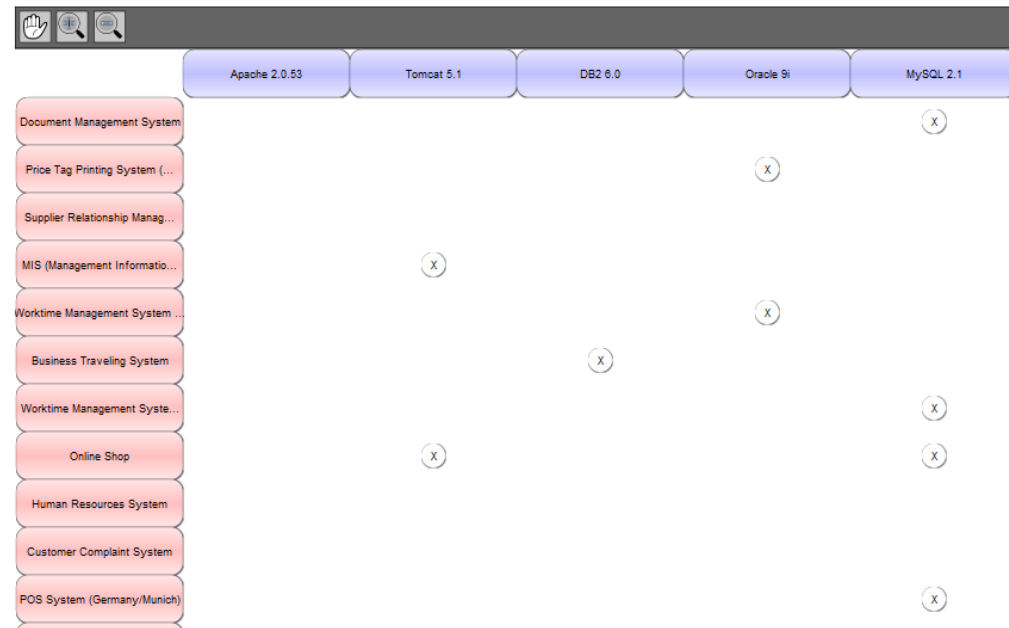 Apache 2.0.53 Tomcat 5.1 DB2 6.0 Oracle 9i MySQL 2.1
Document Management System X
Price Tag Printing System (... X
Supplier Relationship Manag...
MIS (Management Informatio... X
Worktime Management System ... X
Business Traveling System X
Worktime Management Syste... X
Online Shop X X
Human Resources System
Customer Complaint System
POS System (Germany/Munich) X